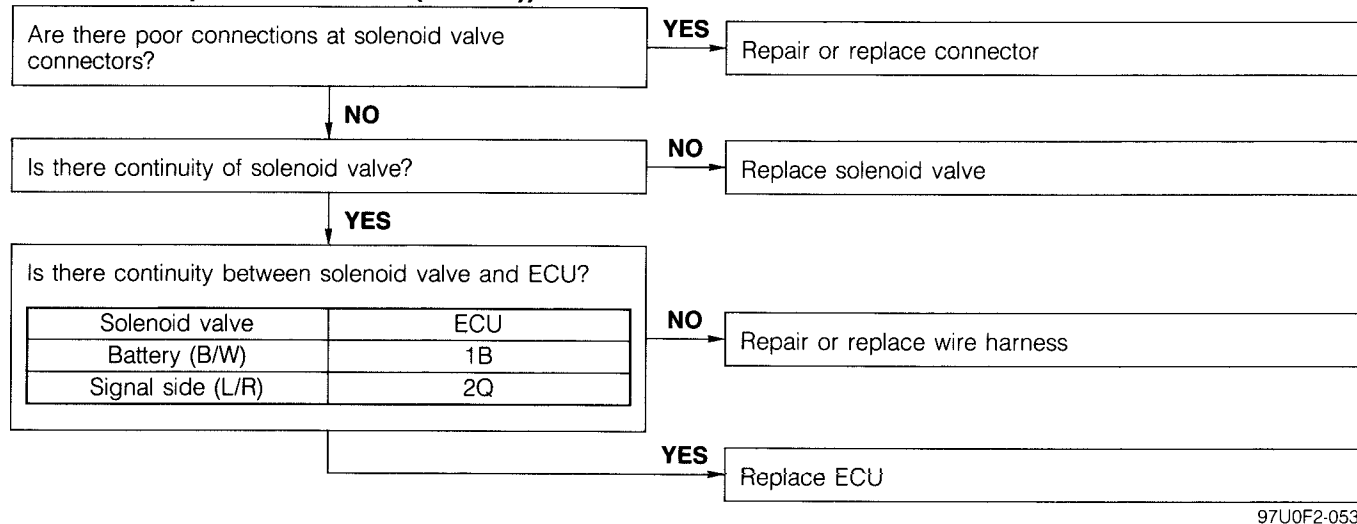 Are there poor connections at solenoid valve
connectors?
YES
Repair or replace connector
NO
Is there continuity of solenoid valve?
NO
Replace solenoid valve
YES
Is there continuity between solenoid valve and ECU?
Solenoid valve ECU
Battery (B/W) 1B
Signal side (L/R) 2Q
NO
Repair or replace wire harness
YES
Replace ECU
97U0F2-053